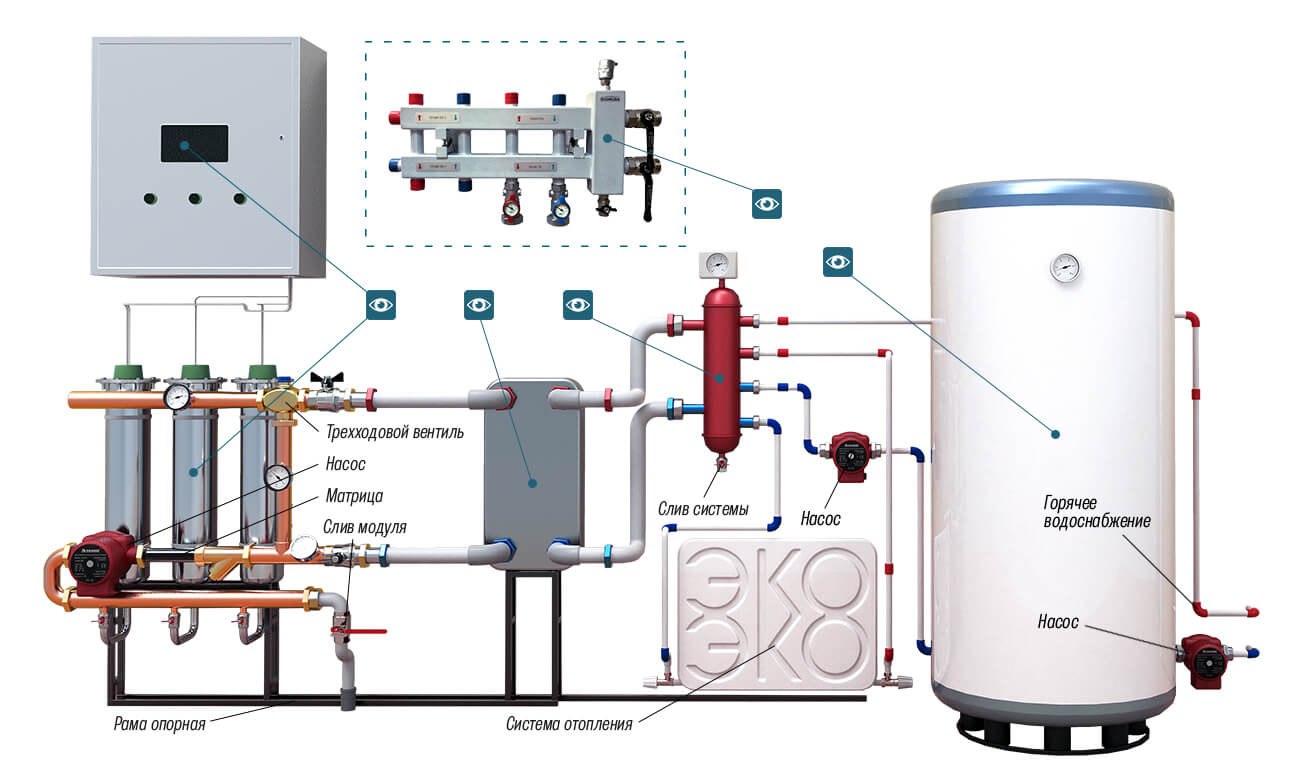 Трехходовой вентиль
Насос
Матрица
Слив модуля
Слив системы
Насос
Горячее
водоснабжение
Насос
ЭКО
ЭКО
Рама опорная
Система отопления